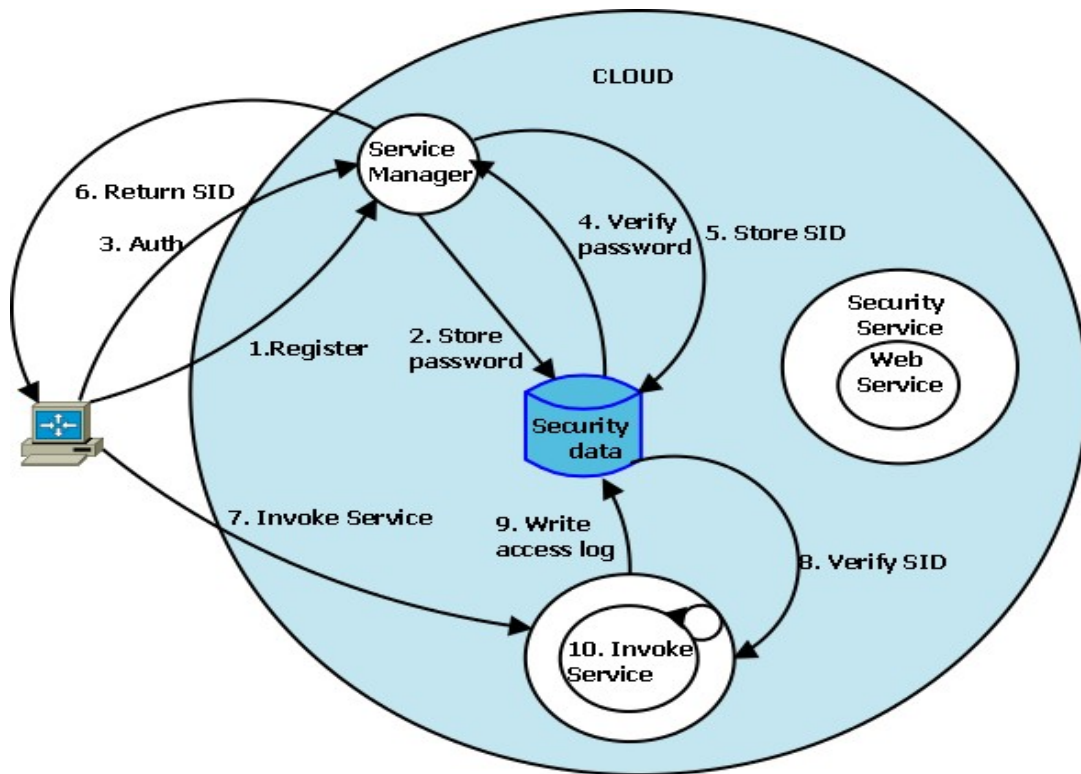 CLOUD
Service
Manager
6. Return SID
3. Auth
4. Verify
password
5. Store SID
1.Register
2. Store
password
Security
Service
Web
Service
Security
data
7. Invoke Service
9. Write
access log
8. Verify SID
10. Invoke
Service